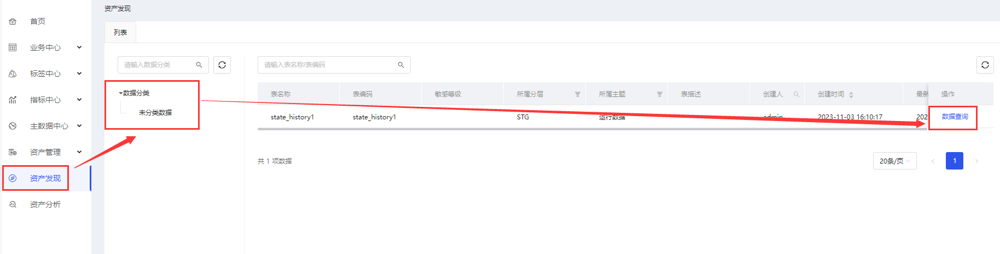 资产发现
首页
业务中心
标签中心
指标中心
主数据中心
资产管理
资产发现
资产分析
列表
请输入数据分类
数据分类
未分类数据
请输入表名称/表编码
表名称 表编码 敏感等级 所属分层 所属主题 表描述 创建人 创建时间 最新 操作
state_history1 state_history1 STG 运行数据 admin 2023-11-03 16:10:17 202 数据查询
共 1 项数据
20条/页 < 1 >